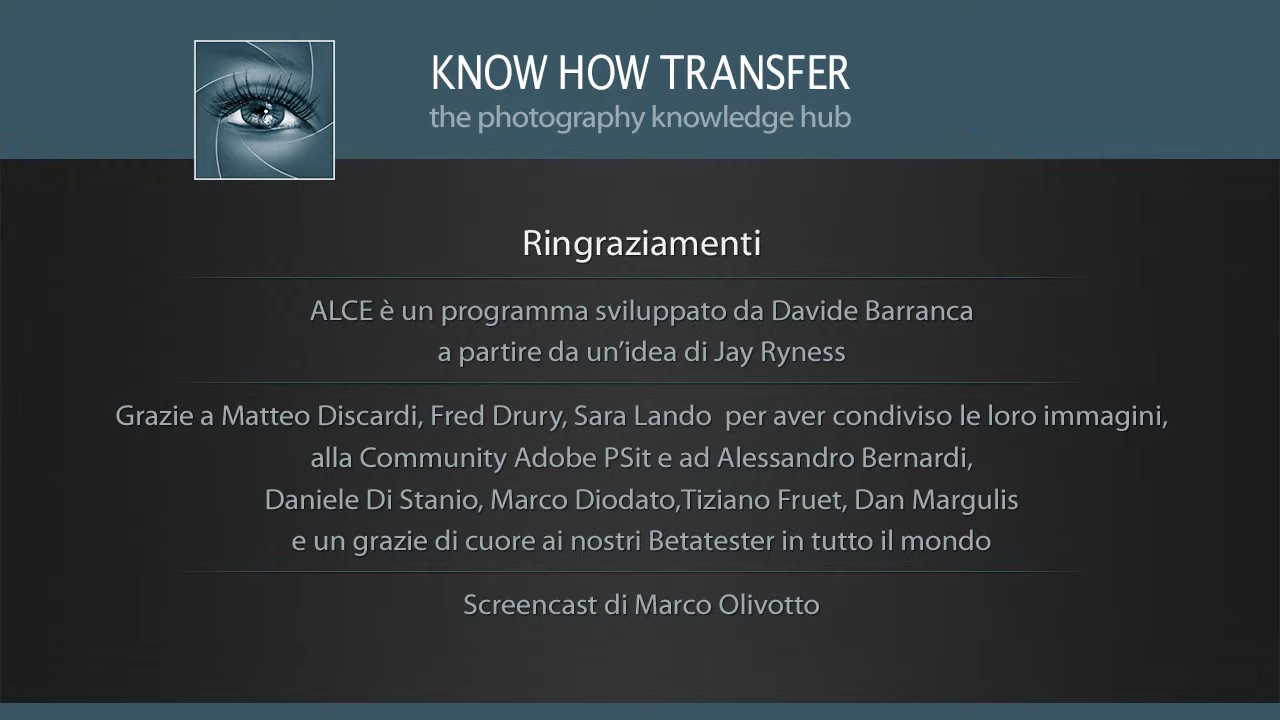 KNOW HOW TRANSFER
the photography knowledge hub
Ringraziamenti
ALCE è un programma sviluppato da Davide Barranca
a partire da un’idea di Jay Ryness
Grazie a Matteo Discardi, Fred Drury, Sara Lando  per aver condiviso le loro immagini,
alla Community Adobe PSit e ad Alessandro Bernardi,
Daniele Di Stanio, Marco Diodato,Tiziano Fruet, Dan Margulis
e un grazie di cuore ai nostri Betatester in tutto il mondo
Screencast di Marco Olivotto